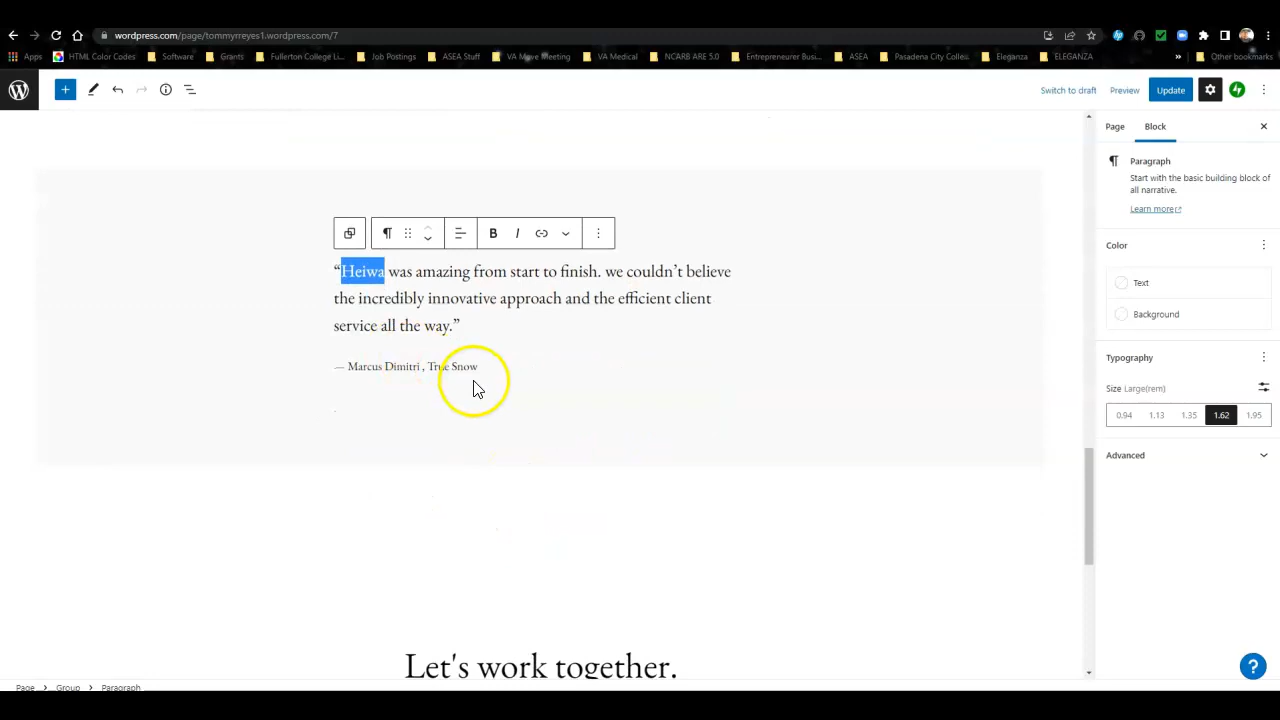 wordpress.com/page/tommyrreyes1.wordpress.com/7
Apps HTML Color Codes Software Grants Fullerton College Li... Job Postings ASEA Stuff VA Move Meeting VA Medical NCARB ARE 5.0 Entrepreneurer Busi... ASEA Pasadena City Colle... Eleganza ELEGANZA » Other bookmarks
Switch to draft Preview Update
Page Block
Paragraph
Start with the basic building block of
all narrative.
Learn more
Color
Text
Background
Typography
Size Large(rem)
0.94 1.13 1.35 1.62 1.95
Advanced
B I
“Heiwa was amazing from start to finish. we couldn’t believe
the incredibly innovative approach and the efficient client
service all the way.”
— Marcus Dimitri , True Snow
.
Let's work together.
Page Group Paragraph